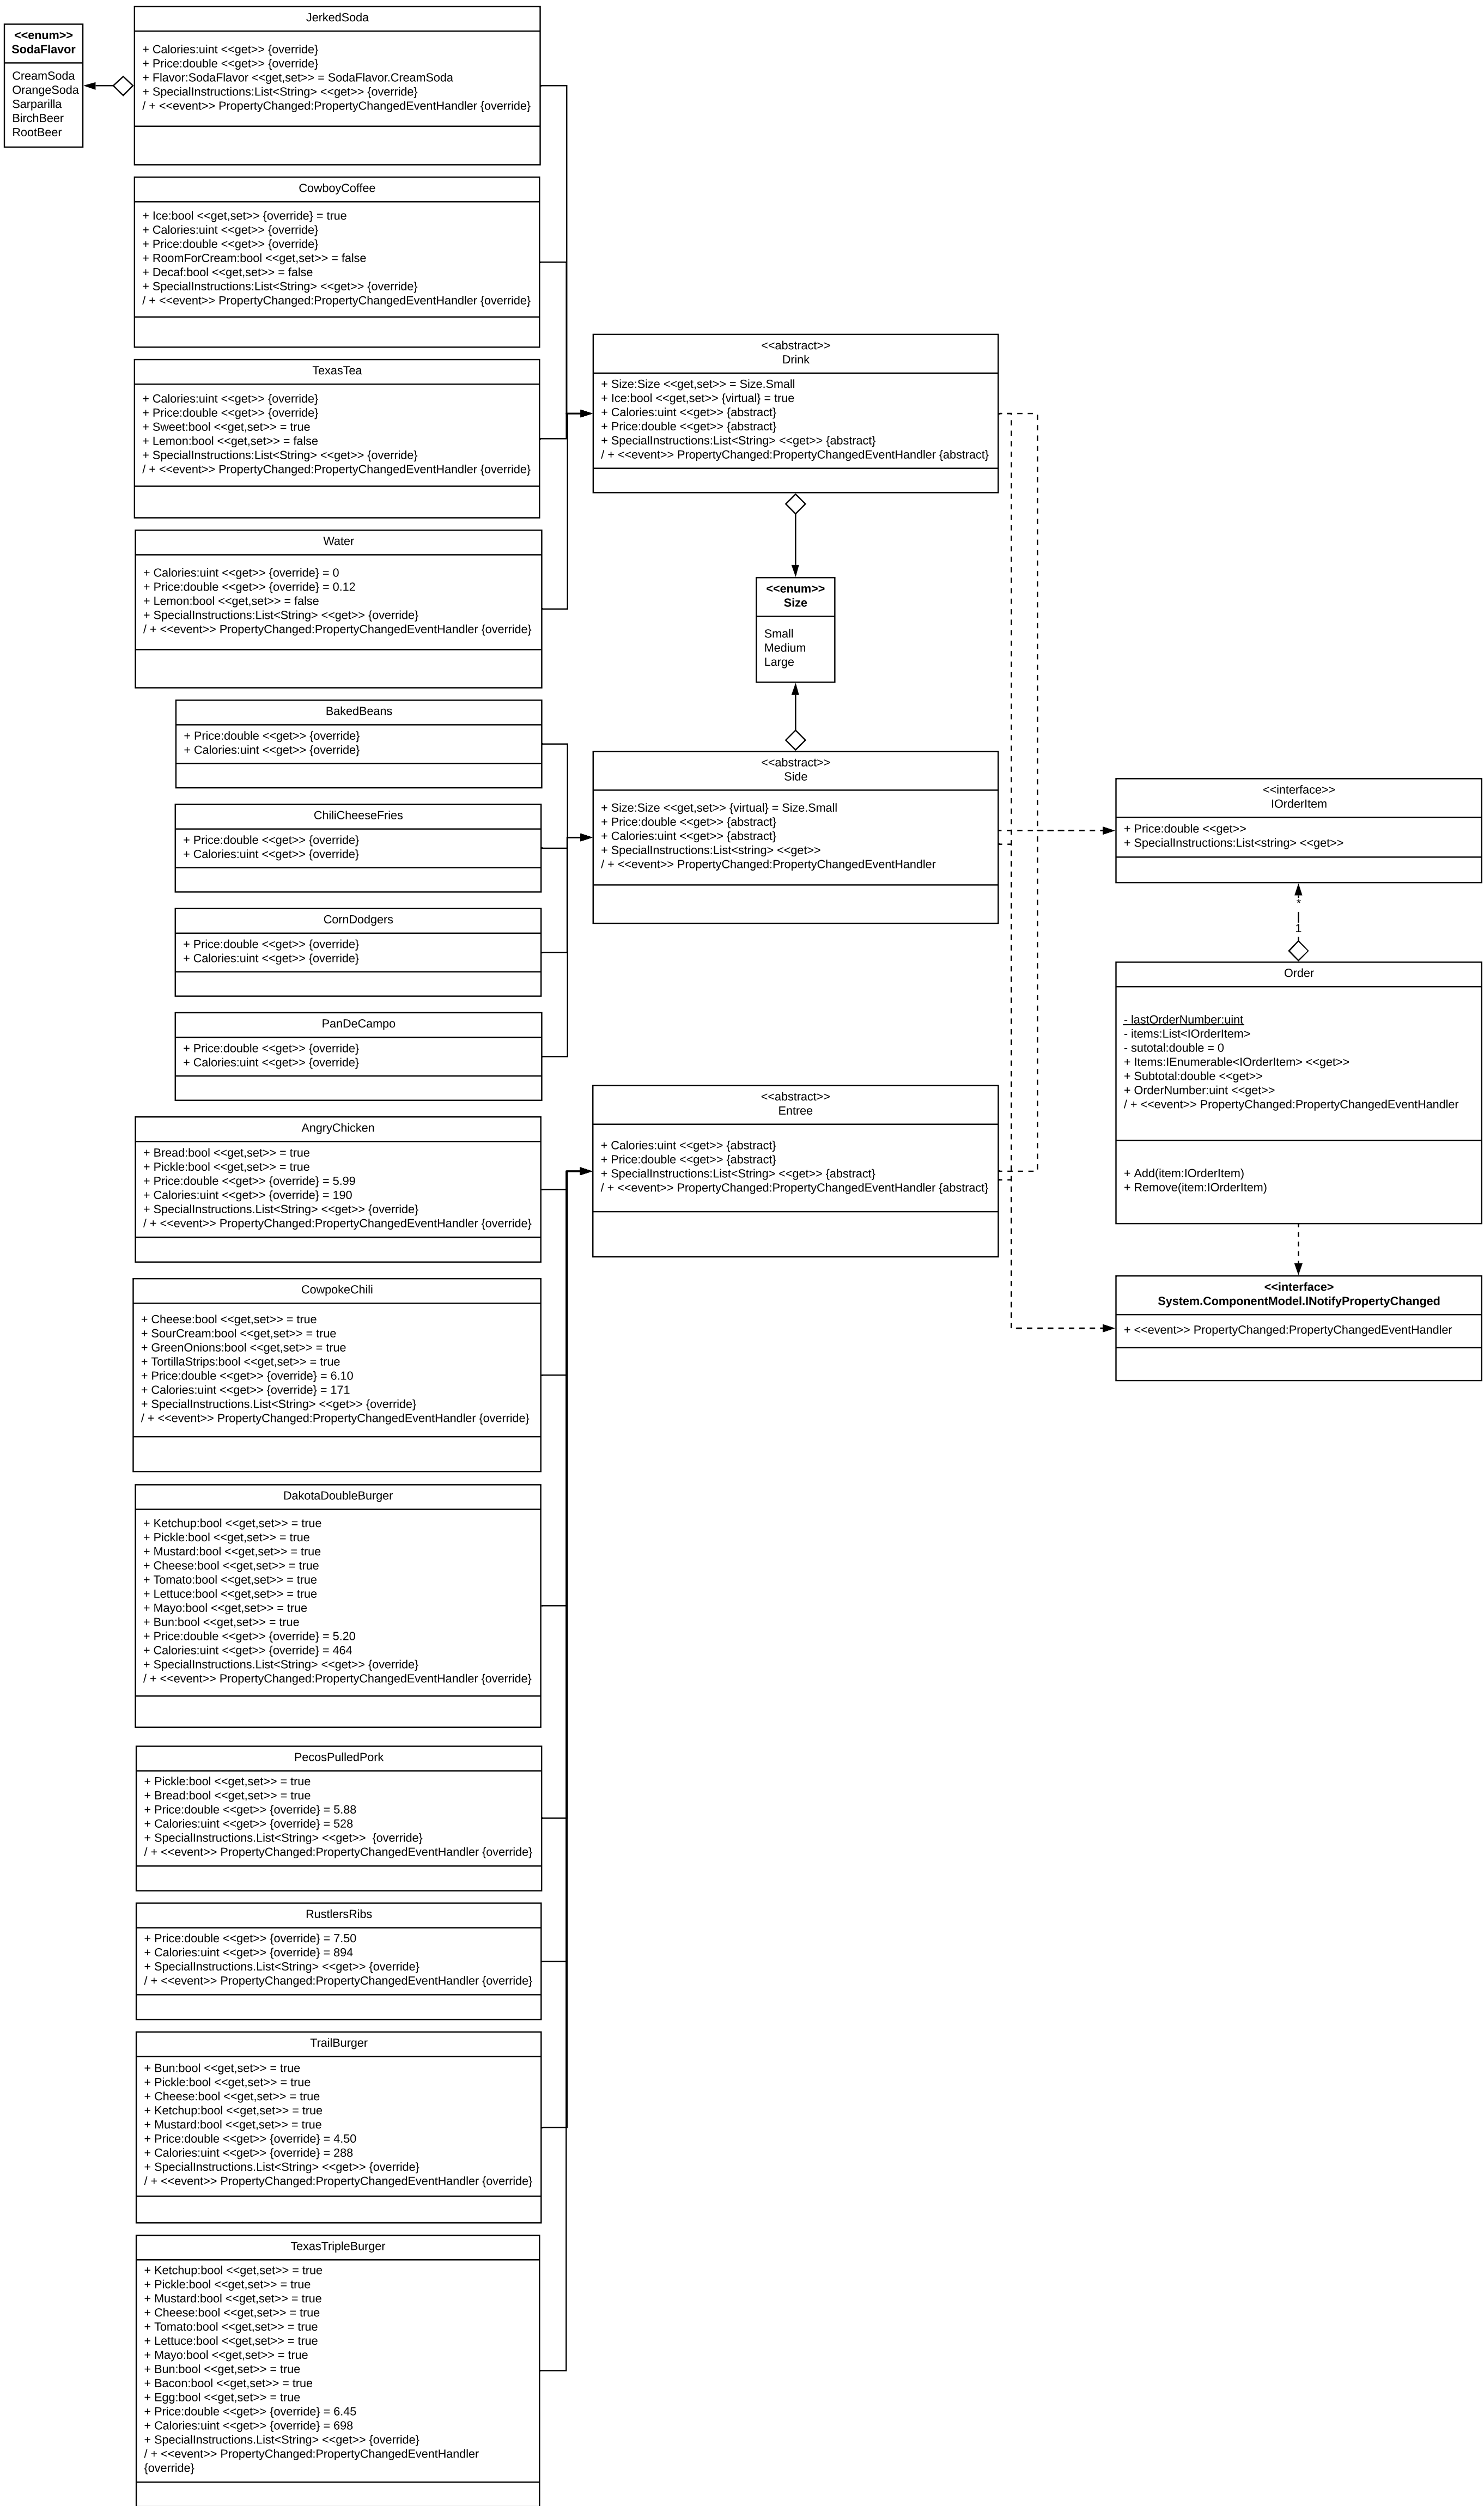 <<enum>>
SodaFlavor
CreamSoda
OrangeSoda
Sarparilla
BirchBeer
RootBeer
JerkedSoda
+ Calories:uint <<get>> {override}
+ Price:double <<get>> {override}
+ Flavor:SodaFlavor <<get,set>> = SodaFlavor.CreamSoda
+ SpecialInstructions:List<String> <<get>> {override}
/ + <<event>> PropertyChanged:PropertyChangedEventHandler {override}
CowboyCoffee
+ Ice:bool <<get,set>> {override} = true
+ Calories:uint <<get>> {override}
+ Price:double <<get>> {override}
+ RoomForCream:bool <<get,set>> = false
+ Decaf:bool <<get,set>> = false
+ SpecialInstructions:List<String> <<get>> {override}
/ + <<event>> PropertyChanged:PropertyChangedEventHandler {override}
TexasTea
+ Calories:uint <<get>> {override}
+ Price:double <<get>> {override}
+ Sweet:bool <<get,set>> = true
+ Lemon:bool <<get,set>> = false
+ SpecialInstructions:List<String> <<get>> {override}
/ + <<event>> PropertyChanged:PropertyChangedEventHandler {override}
Water
+ Calories:uint <<get>> {override} = 0
+ Price:double <<get>> {override} = 0.12
+ Lemon:bool <<get,set>> = false
+ SpecialInstructions:List<String> <<get>> {override}
/ + <<event>> PropertyChanged:PropertyChangedEventHandler {override}
BakedBeans
+ Price:double <<get>> {override}
+ Calories:uint <<get>> {override}
ChiliCheeseFries
+ Price:double <<get>> {override}
+ Calories:uint <<get>> {override}
CornDodgers
+ Price:double <<get>> {override}
+ Calories:uint <<get>> {override}
PanDeCampo
+ Price:double <<get>> {override}
+ Calories:uint <<get>> {override}
AngryChicken
+ Bread:bool <<get,set>> = true
+ Pickle:bool <<get,set>> = true
+ Price:double <<get>> {override} = 5.99
+ Calories:uint <<get>> {override} = 190
+ SpecialInstructions:List<String> <<get>> {override}
/ + <<event>> PropertyChanged:PropertyChangedEventHandler {override}
CowpokeChili
+ Cheese:bool <<get,set>> = true
+ SourCream:bool <<get,set>> = true
+ GreenOnions:bool <<get,set>> = true
+ TortillaStrips:bool <<get,set>> = true
+ Price:double <<get>> {override} = 6.10
+ Calories:uint <<get>> {override} = 171
+ SpecialInstructions.List<String> <<get>> {override}
/ + <<event>> PropertyChanged:PropertyChangedEventHandler {override}
DakotaDoubleBurger
+ Ketchup:bool <<get,set>> = true
+ Pickle:bool <<get,set>> = true
+ Mustard:bool <<get,set>> = true
+ Cheese:bool <<get,set>> = true
+ Tomato:bool <<get,set>> = true
+ Lettuce:bool <<get,set>> = true
+ Mayo:bool <<get,set>> = true
+ Bun:bool <<get,set>> = true
+ Price:double <<get>> {override} = 5.20
+ Calories:uint <<get>> {override} = 464
+ SpecialInstructions.List<String> <<get>> {override}
/ + <<event>> PropertyChanged:PropertyChangedEventHandler {override}
PecosPulledPork
+ Pickle:bool <<get,set>> = true
+ Bread:bool <<get,set>> = true
+ Price:double <<get>> {override} = 5.88
+ Calories:uint <<get>> {override} = 528
+ SpecialInstructions.List<String> <<get>>  {override}
/ + <<event>> PropertyChanged:PropertyChangedEventHandler {override}
RustlersRibs
+ Price:double <<get>> {override} = 7.50
+ Calories:uint <<get>> {override} = 894
+ SpecialInstructions.List<String> <<get>> {override}
/ + <<event>> PropertyChanged:PropertyChangedEventHandler {override}
TrailBurger
+ Bun:bool <<get,set>> = true
+ Pickle:bool <<get,set>> = true
+ Cheese:bool <<get,set>> = true
+ Ketchup:bool <<get,set>> = true
+ Mustard:bool <<get,set>> = true
+ Price:double <<get>> {override} = 4.50
+ Calories:uint <<get>> {override} = 288
+ SpecialInstructions.List<String> <<get>> {override}
/ + <<event>> PropertyChanged:PropertyChangedEventHandler {override}
TexasTripleBurger
+ Ketchup:bool <<get,set>> = true
+ Pickle:bool <<get,set>> = true
+ Mustard:bool <<get,set>> = true
+ Cheese:bool <<get,set>> = true
+ Tomato:bool <<get,set>> = true
+ Lettuce:bool <<get,set>> = true
+ Mayo:bool <<get,set>> = true
+ Bun:bool <<get,set>> = true
+ Bacon:bool <<get,set>> = true
+ Egg:bool <<get,set>> = true
+ Price:double <<get>> {override} = 6.45
+ Calories:uint <<get>> {override} = 698
+ SpecialInstructions.List<String> <<get>> {override}
/ + <<event>> PropertyChanged:PropertyChangedEventHandler
{override}
<<abstract>>
Drink
+ Size:Size <<get,set>> = Size.Small
+ Ice:bool <<get,set>> {virtual} = true
+ Calories:uint <<get>> {abstract}
+ Price:double <<get>> {abstract}
+ SpecialInstructions:List<String> <<get>> {abstract}
/ + <<event>> PropertyChanged:PropertyChangedEventHandler {abstract}
<<enum>>
Size
Small
Medium
Large
<<abstract>>
Side
+ Size:Size <<get,set>> {virtual} = Size.Small
+ Price:double <<get>> {abstract}
+ Calories:uint <<get>> {abstract}
+ SpecialInstructions:List<string> <<get>>
/ + <<event>> PropertyChanged:PropertyChangedEventHandler
<<abstract>>
Entree
+ Calories:uint <<get>> {abstract}
+ Price:double <<get>> {abstract}
+ SpecialInstructions:List<String> <<get>> {abstract}
/ + <<event>> PropertyChanged:PropertyChangedEventHandler {abstract}
<<interface>>
IOrderItem
+ Price:double <<get>>
+ SpecialInstructions:List<string> <<get>>
*
1
Order
- lastOrderNumber:uint
- items:List<IOrderItem>
- sutotal:double = 0
+ Items:IEnumerable<IOrderItem> <<get>>
+ Subtotal:double <<get>>
+ OrderNumber:uint <<get>>
/ + <<event>> PropertyChanged:PropertyChangedEventHandler
+ Add(item:IOrderItem)
+ Remove(item:IOrderItem)
<<interface>
System.ComponentModel.INotifyPropertyChanged
+ <<event>> PropertyChanged:PropertyChangedEventHandler